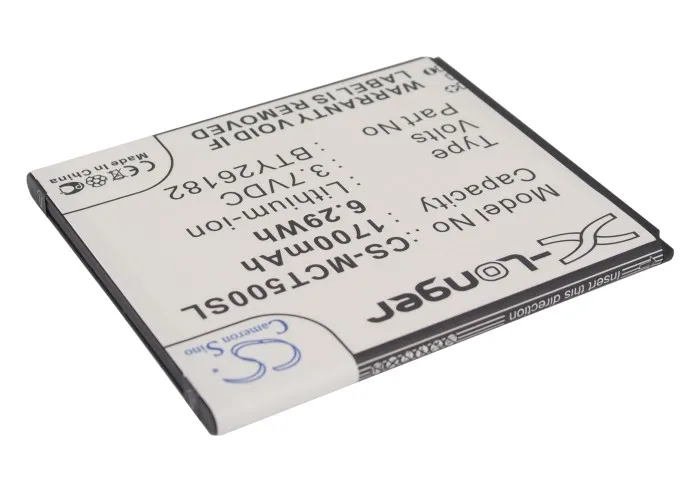 X-Longer
Model No. CS-MCT500SL
Capacity 1700mAh
6.29Wh
Type Lithium-ion
Volts 3.7VDC
Part No. BTY26182
WARRANTY VOID IF
LABEL IS REMOVED
Made in
China
CS
Cameron Sino
Insert this direction